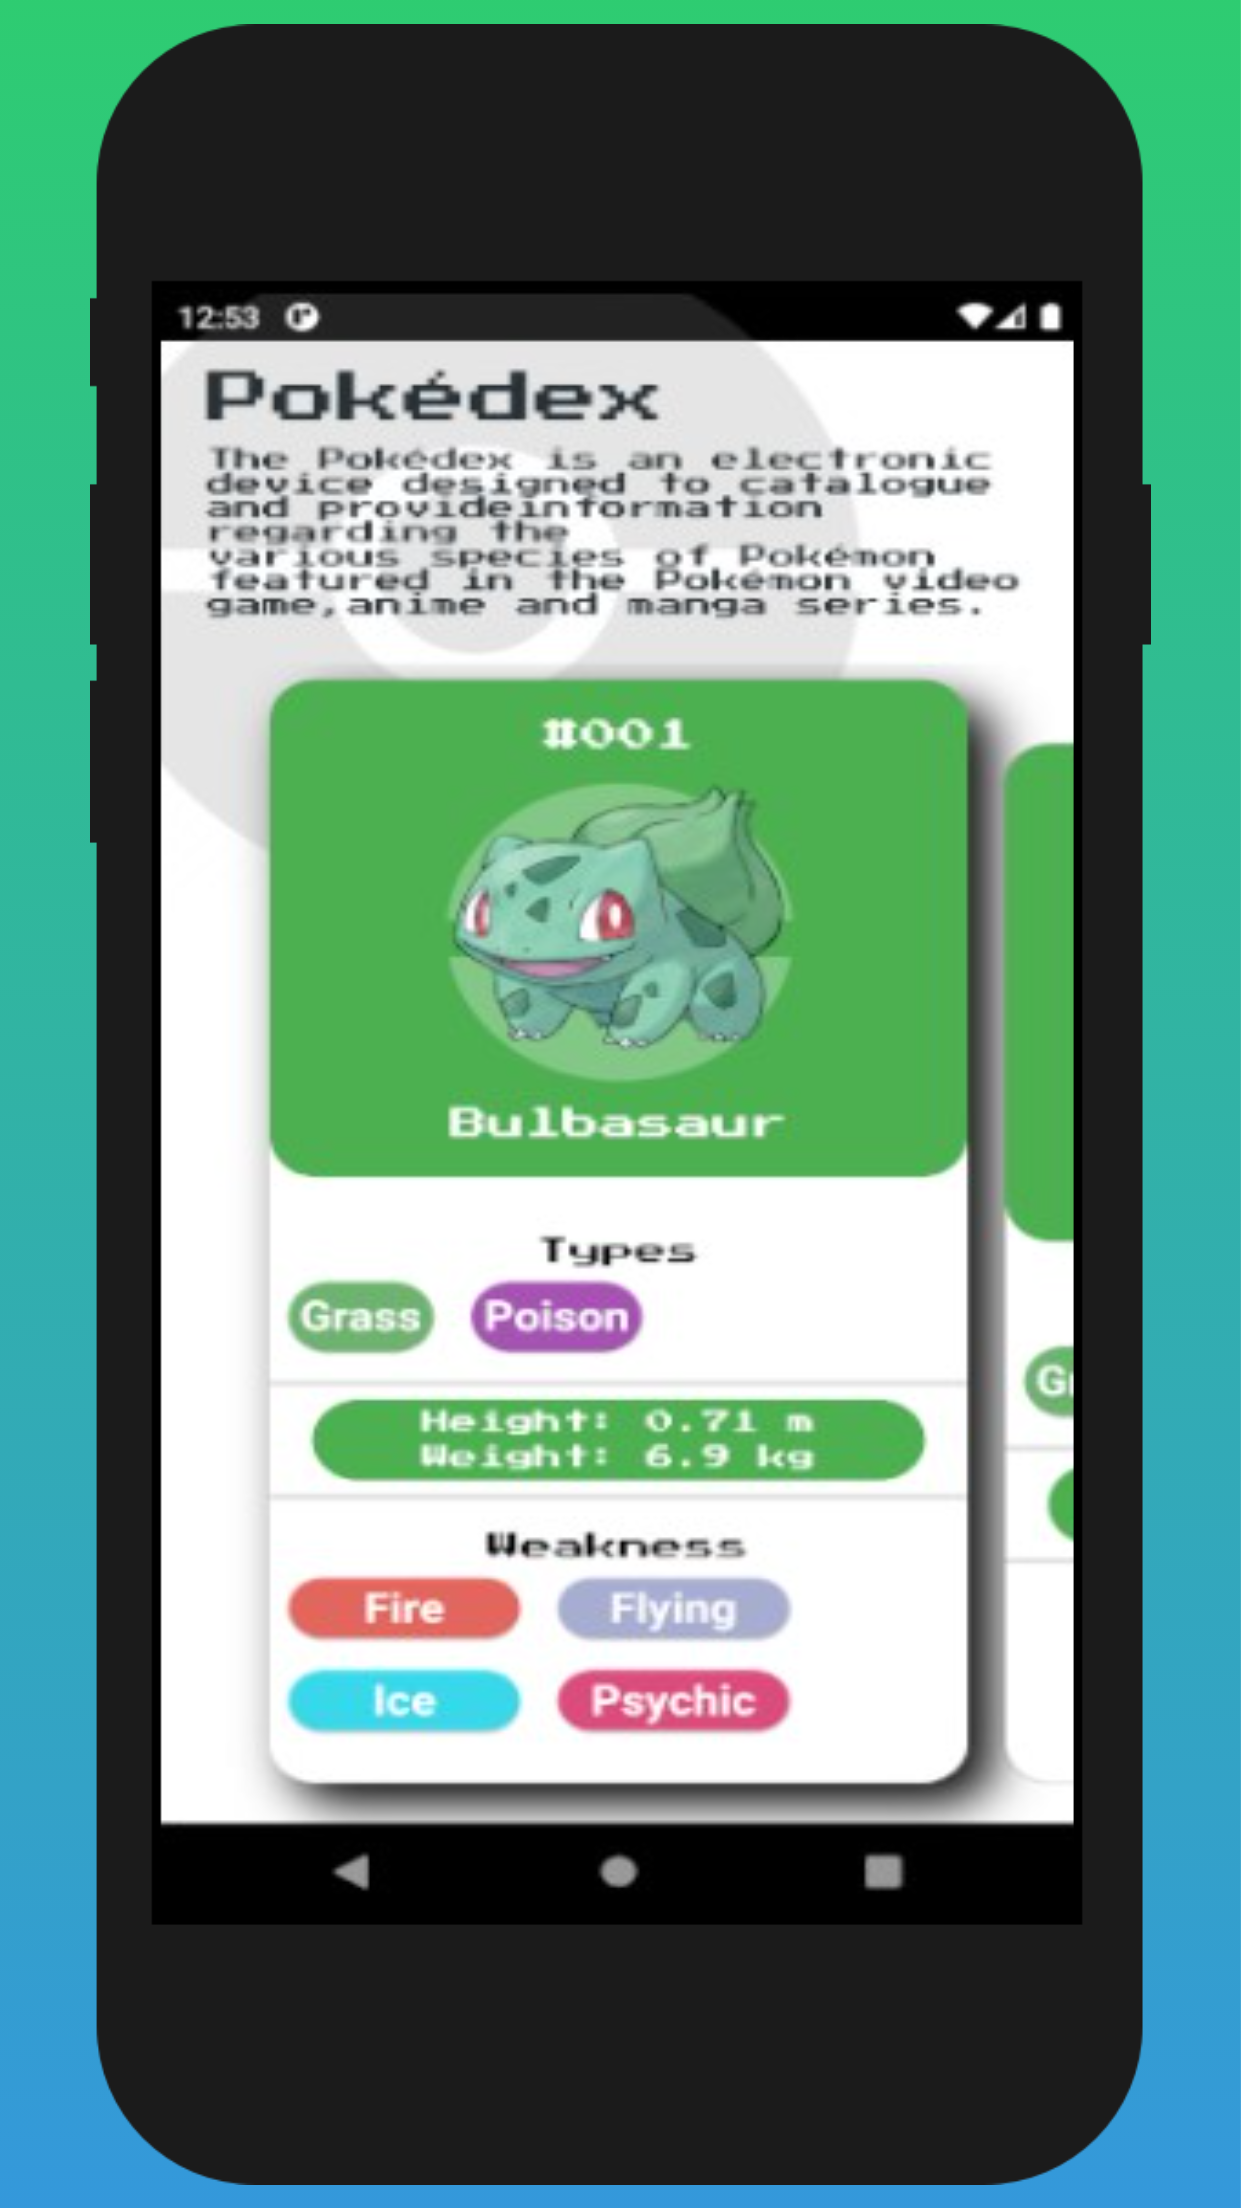 12:53
Pokédex
The Pokédex is an electronic
device designed to catalogue
and provideinformation
regarding the
various species of Pokémon
featured in the Pokémon video
game,anime and manga series.
#001
Bulbasaur
Types
Grass Poison
Height: 0.71 m
Weight: 6.9 kg
Weakness
Fire Flying
Ice Psychic